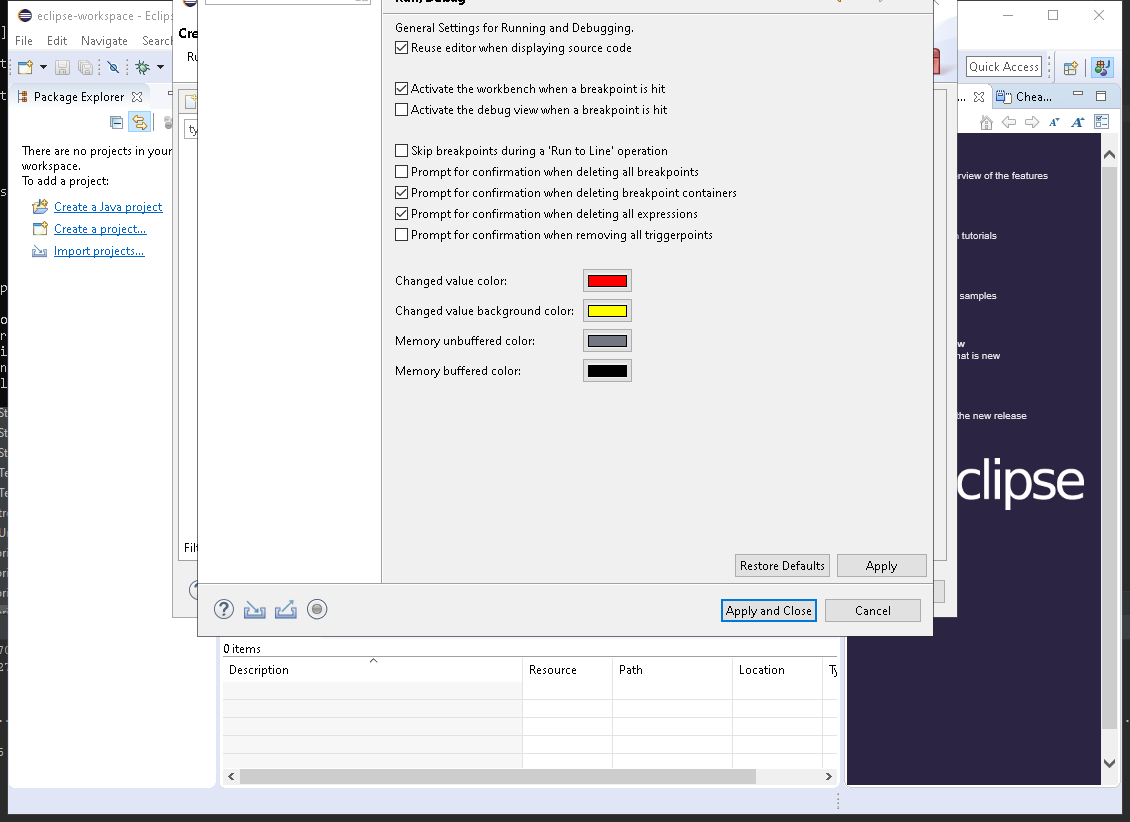 eclipse-workspace - Eclips
File Edit Navigate Search
Package Explorer
There are no projects in your
workspace.
To add a project:
Create a Java project
Create a project...
Import projects...
Cre
Ru
ty
Filt
Run, Debug
General Settings for Running and Debugging.
Reuse editor when displaying source code
Activate the workbench when a breakpoint is hit
Activate the debug view when a breakpoint is hit
Skip breakpoints during a 'Run to Line' operation
Prompt for confirmation when deleting all breakpoints
Prompt for confirmation when deleting breakpoint containers
Prompt for confirmation when deleting all expressions
Prompt for confirmation when removing all triggerpoints
Changed value color:
Changed value background color:
Memory unbuffered color:
Memory buffered color:
Restore Defaults Apply
Apply and Close Cancel
Quick Access
... Chea...
rview of the features
tutorials
samples
w
hat is new
the new release
clipse
0 items
Description Resource Path Location Ty